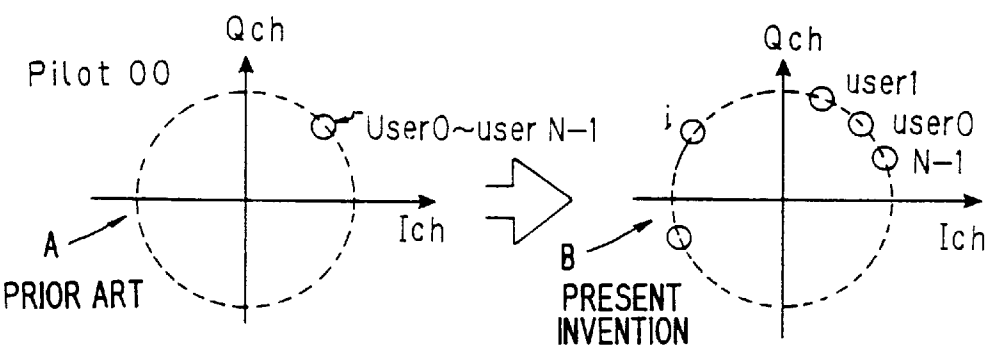 Qch
Pilot 00
User0~user N-1
Ich
A
PRIOR ART
Qch
user1
user0
N-1
i
Ich
B
PRESENT
INVENTION